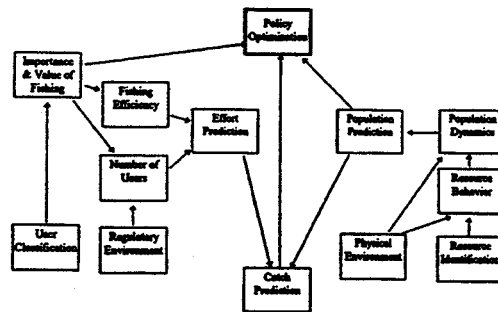 Policy
Optimization
Importance
& Value of
Fishing
Fishing
Efficiency
Effort
Prediction
Population
Prediction
Population
Dynamics
Number of
Users
Resource
Behavior
User
Classification
Regulatory
Environment
Physical
Environment
Resource
Identification
Catch
Prediction